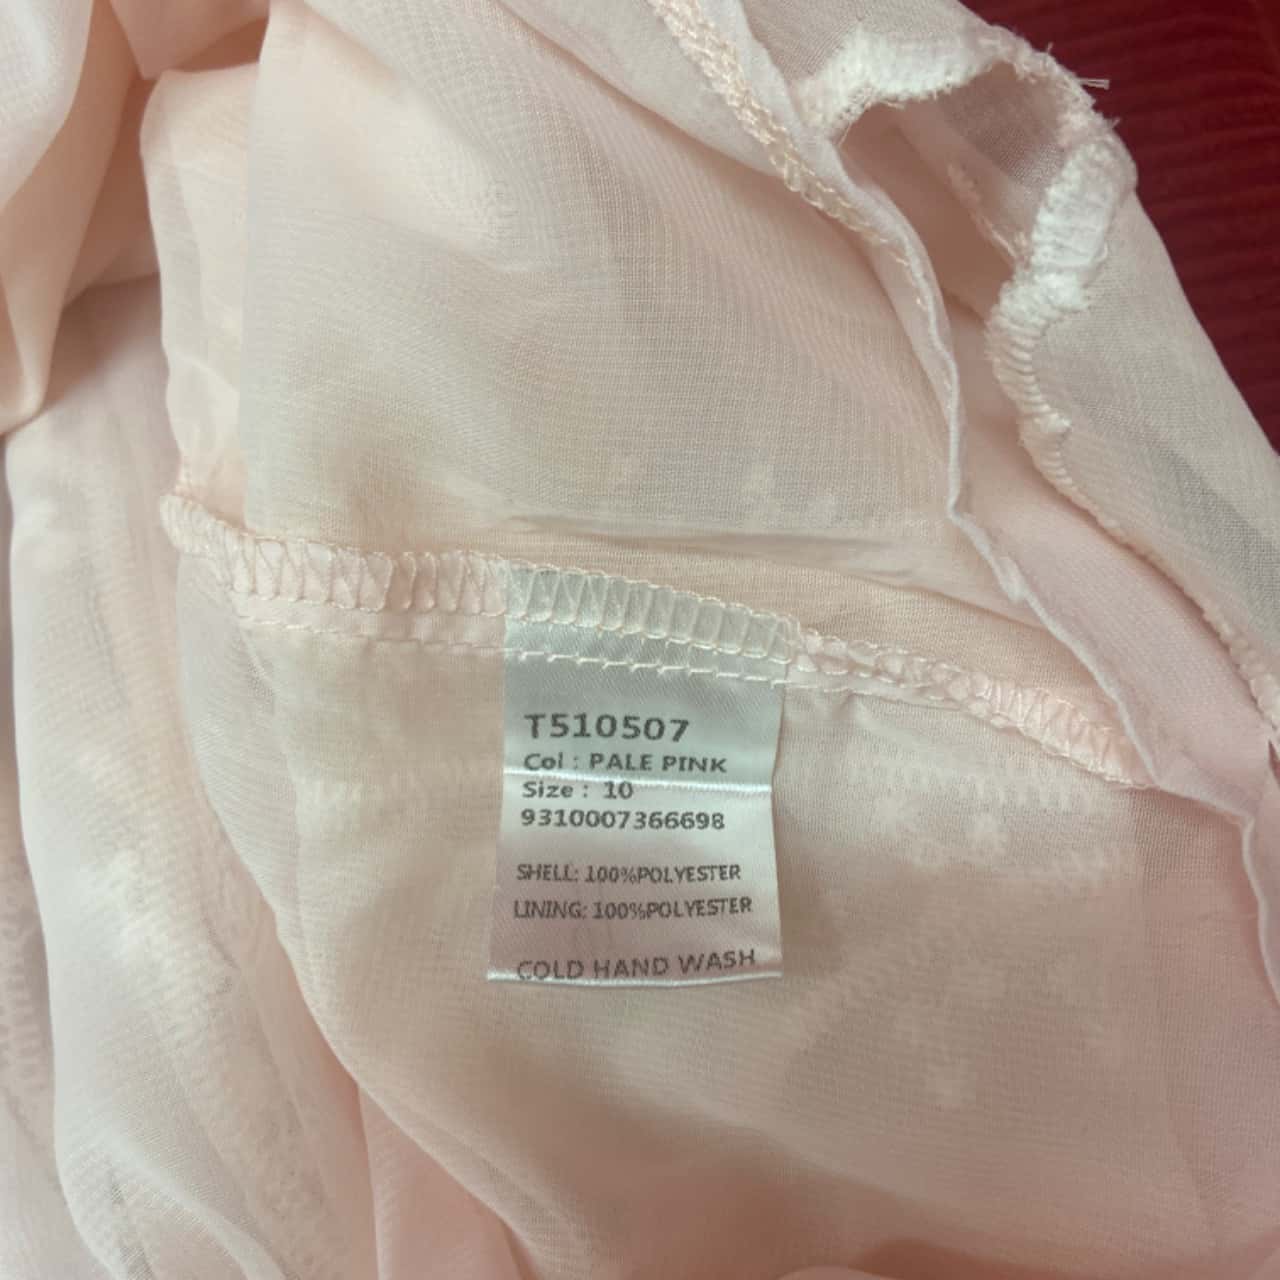 T510507
Col : PALE PINK
Size : 10
9310007366698
SHELL: 100%POLYESTER
LINING: 100%POLYESTER
COLD HAND WASH